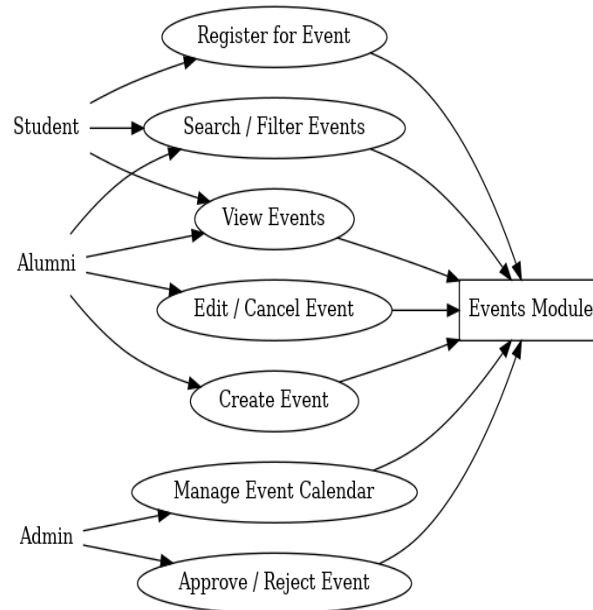 Register for Event
Student
Search / Filter Events
View Events
Alumni
Edit / Cancel Event
Events Module
Create Event
Manage Event Calendar
Admin
Approve / Reject Event